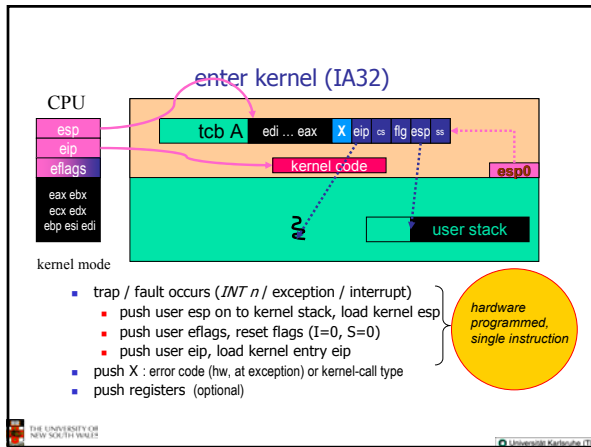 enter kernel (IA32)
CPU
esp
eip
eflags
eax ebx
ecx edx
ebp esi edi
kernel mode
tcb A
edi ... eax
X
eip
cs
flg
esp
ss
kernel code
esp0
user stack
trap / fault occurs (INT n / exception / interrupt)
push user esp on to kernel stack, load kernel esp
push user eflags, reset flags (I=0, S=0)
push user eip, load kernel entry eip
push X : error code (hw, at exception) or kernel-call type
push registers (optional)
hardware
programmed,
single instruction
THE UNIVERSITY OF
NEW SOUTH WALES
Universität Karlsruhe (T